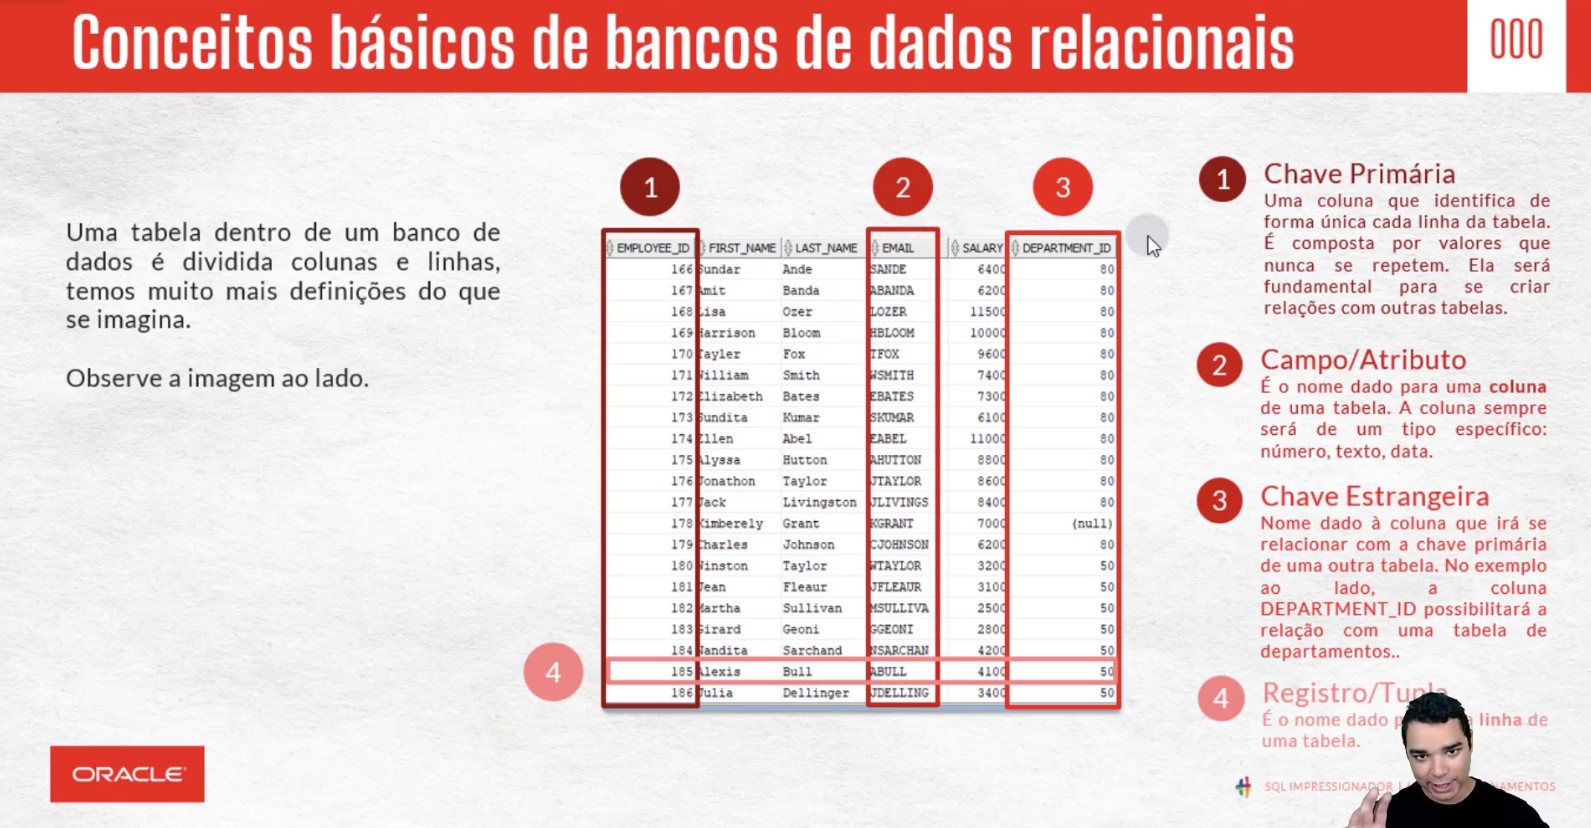 Conceitos básicos de bancos de dados relacionais
000
Uma tabela dentro de um banco de
dados é dividida colunas e linhas,
temos muito mais definições do que
se imagina.
Observe a imagem ao lado.
1
2
3
EMPLOYEE_ID FIRST_NAME LAST_NAME EMAIL SALARY DEPARTMENT_ID
166 Sundar Ande SANDE 6400 80
167 Amit Banda ABANDA 6200 80
168 Lisa Ozer LOZER 11500 80
169 Harrison Bloom HBLOOM 10000 80
170 Tayler Fox TFOX 9600 80
171 William Smith WSMITH 7400 80
172 Elizabeth Bates EBATES 7300 80
173 Sundita Kumar SKUMAR 6100 80
174 Ellen Abel EABEL 11000 80
175 Alyssa Hutton AHUTTON 8800 80
176 Jonathon Taylor JTAYLOR 8600 80
177 Jack Livingston JLIVINGS 8400 80
178 Kimberely Grant KGRANT 7000 (null)
179 Charles Johnson CJOHNSON 6200 80
180 Winston Taylor WTAYLOR 3200 50
181 Jean Fleaur JFLEAUR 3100 50
182 Martha Sullivan MSULLIVA 2500 50
183 Girard Geoni GGEONI 2800 50
184 Nandita Sarchand NSARCHAN 4200 50
185 Alexis Bull ABULL 4100 50
186 Julia Dellinger JDELLING 3400 50
4
1 Chave Primária
Uma coluna que identifica de
forma única cada linha da tabela.
É composta por valores que
nunca se repetem. Ela será
fundamental para se criar
relações com outras tabelas.
2 Campo/Atributo
É o nome dado para uma coluna
de uma tabela. A coluna sempre
será de um tipo específico:
número, texto, data.
3 Chave Estrangeira
Nome dado à coluna que irá se
relacionar com a chave primária
de uma outra tabela. No exemplo
ao lado, a coluna
DEPARTMENT_ID possibilitará a
relação com uma tabela de
departamentos..
4 Registro/Tupla
É o nome dado linha de
uma tabela.
ORACLE
SQL IMPRESSIONADOR |